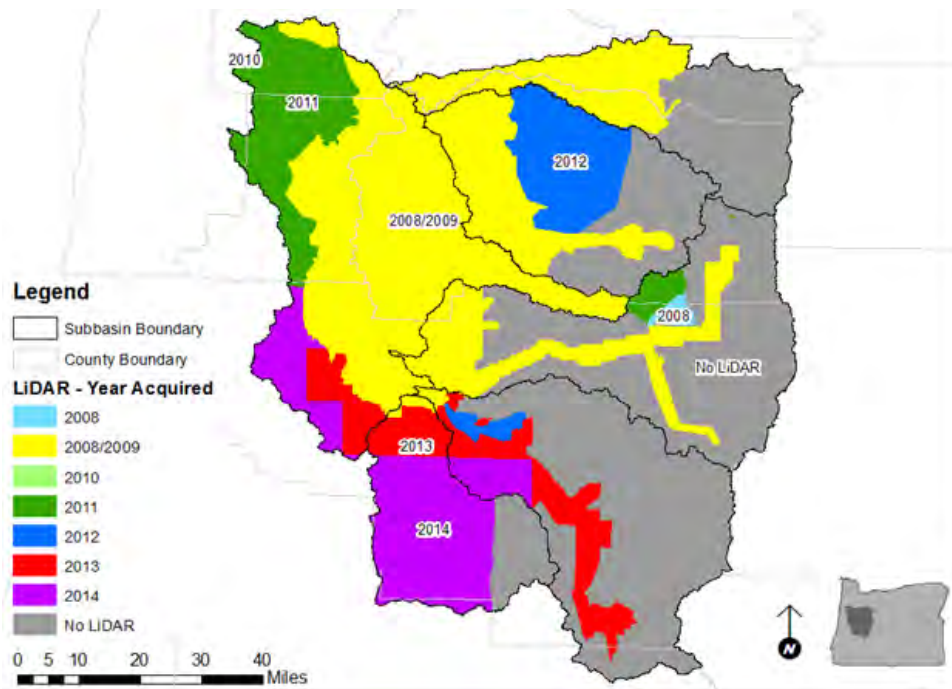 2010
2011
2012
2008/2009
2008
No LiDAR
2013
2014
Legend
Subbasin Boundary
County Boundary
LiDAR - Year Acquired
2008
2008/2009
2010
2011
2012
2013
2014
No LiDAR
0 5 10 20 30 40
Miles
N